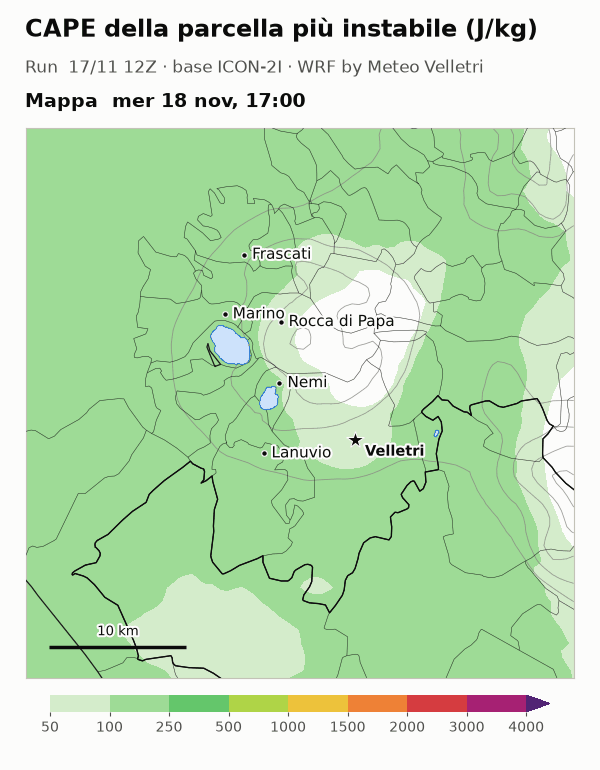 CAPE della parcella più instabile (J/kg)
Run  17/11 12Z · base ICON-2I · WRF by Meteo Velletri
Mappa  mer 18 nov, 17:00
Frascati
Marino
Rocca di Papa
Nemi
Velletri
Lanuvio
10 km
50 100 250 500 1000 1500 2000 3000 4000